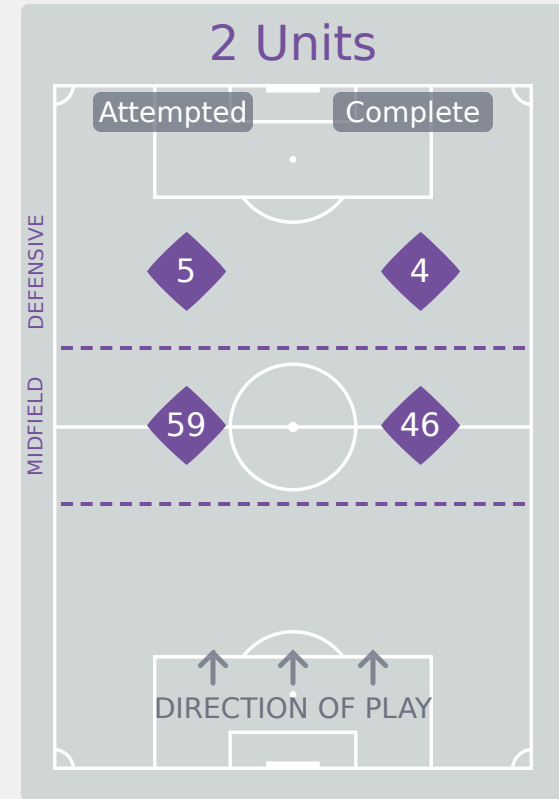 2 Units
Attempted Complete
DEFENSIVE
5 4
MIDFIELD
59 46
DIRECTION OF PLAY